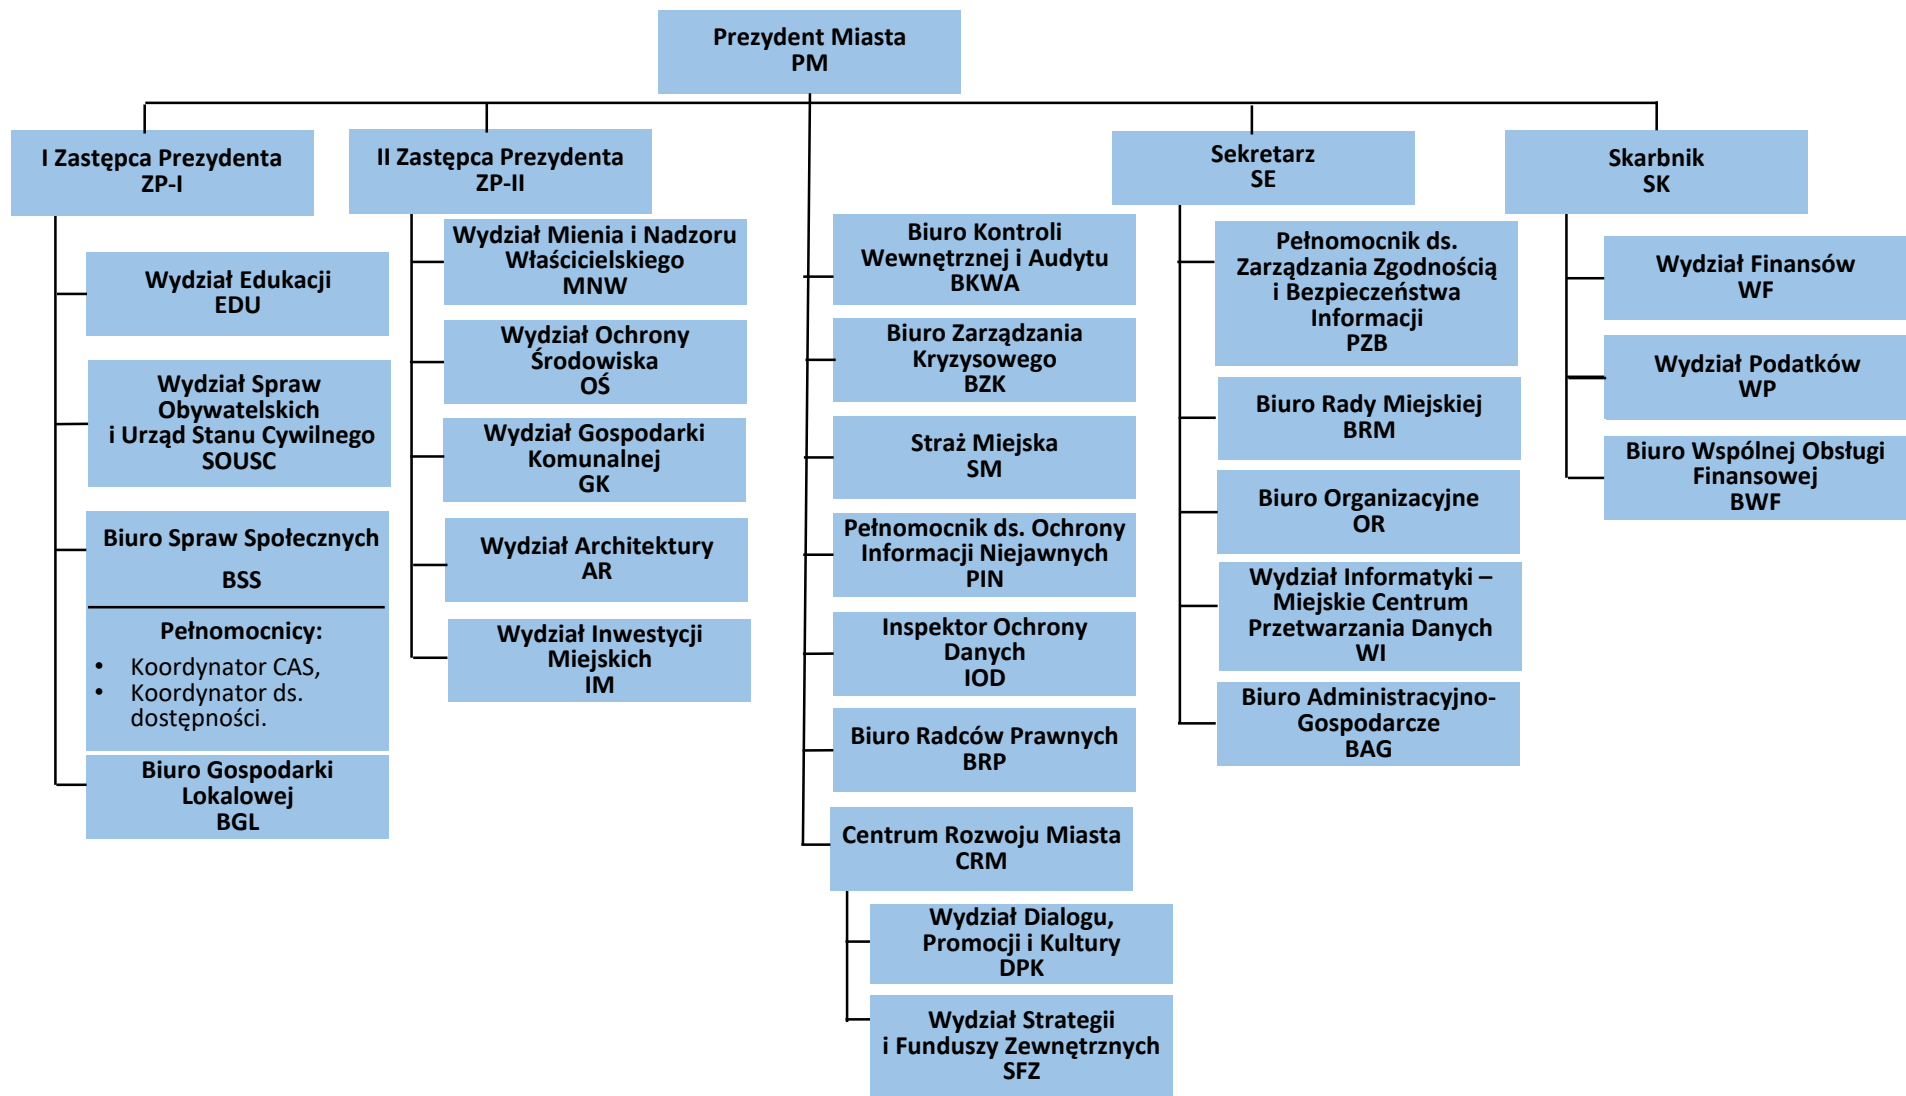 Prezydent Miasta
PM
I Zastępca Prezydenta
ZP-I
Wydział Edukacji
EDU
Wydział Spraw
Obywatelskich
i Urząd Stanu Cywilnego
SOUSC
Biuro Spraw Społecznych
BSS
Pełnomocnicy:
• Koordynator CAS,
• Koordynator ds.
dostępności.
Biuro Gospodarki
Lokalowej
BGL
II Zastępca Prezydenta
ZP-II
Wydział Mienia i Nadzoru
Właścicielskiego
MNW
Wydział Ochrony
Środowiska
OŚ
Wydział Gospodarki
Komunalnej
GK
Wydział Architektury
AR
Wydział Inwestycji
Miejskich
IM
Biuro Kontroli
Wewnętrznej i Audytu
BKWA
Biuro Zarządzania
Kryzysowego
BZK
Straż Miejska
SM
Pełnomocnik ds. Ochrony
Informacji Niejawnych
PIN
Inspektor Ochrony
Danych
IOD
Biuro Radców Prawnych
BRP
Centrum Rozwoju Miasta
CRM
Wydział Dialogu,
Promocji i Kultury
DPK
Wydział Strategii
i Funduszy Zewnętrznych
SFZ
Sekretarz
SE
Pełnomocnik ds.
Zarządzania Zgodnością
i Bezpieczeństwa
Informacji
PZB
Biuro Rady Miejskiej
BRM
Biuro Organizacyjne
OR
Wydział Informatyki –
Miejskie Centrum
Przetwarzania Danych
WI
Biuro Administracyjno-
Gospodarcze
BAG
Skarbnik
SK
Wydział Finansów
WF
Wydział Podatków
WP
Biuro Wspólnej Obsługi
Finansowej
BWF